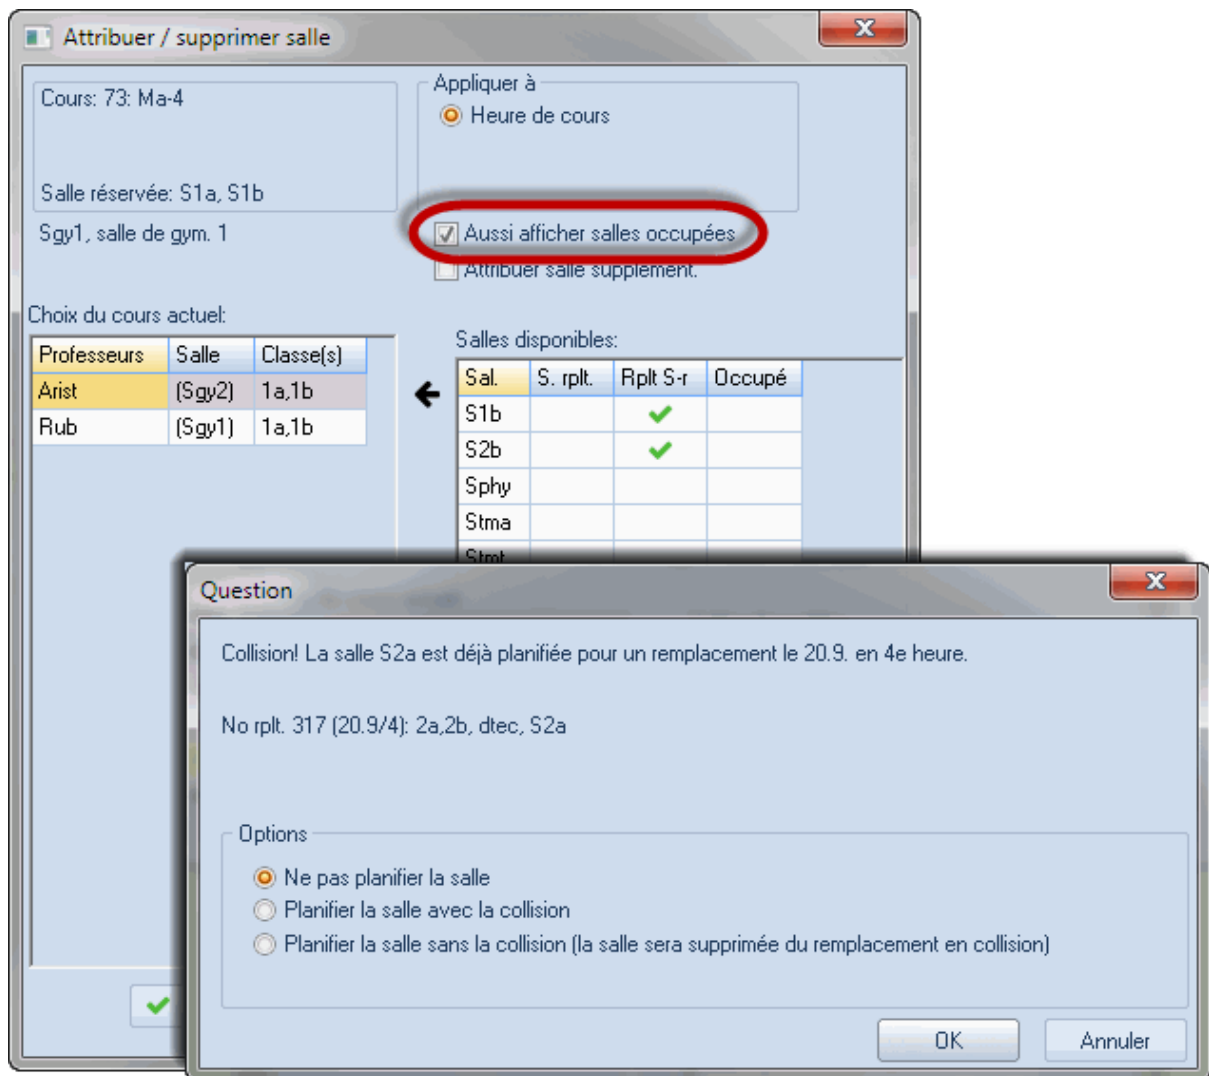 Attribuer / supprimer salle
Cours: 73: Ma-4
Salle réservée: S1a, S1b
Sgy1, salle de gym. 1
Appliquer à
Heure de cours
Aussi afficher salles occupées
Attribuer salle supplément.
Choix du cours actuel:
Professeurs Salle Classe(s)
Arist (Sgy2) 1a,1b
Rub (Sgy1) 1a,1b
Salles disponibles:
Sal. S. rplt. Rplt S-r Occupé
S1b
S2b
Sphy
Stma
Stmt
Question
Collision! La salle S2a est déjà planifiée pour un remplacement le 20.9. en 4e heure.
No rplt. 317 (20.9/4): 2a,2b, dtec, S2a
Options
Ne pas planifier la salle
Planifier la salle avec la collision
Planifier la salle sans la collision (la salle sera supprimée du remplacement en collision)
OK Annuler